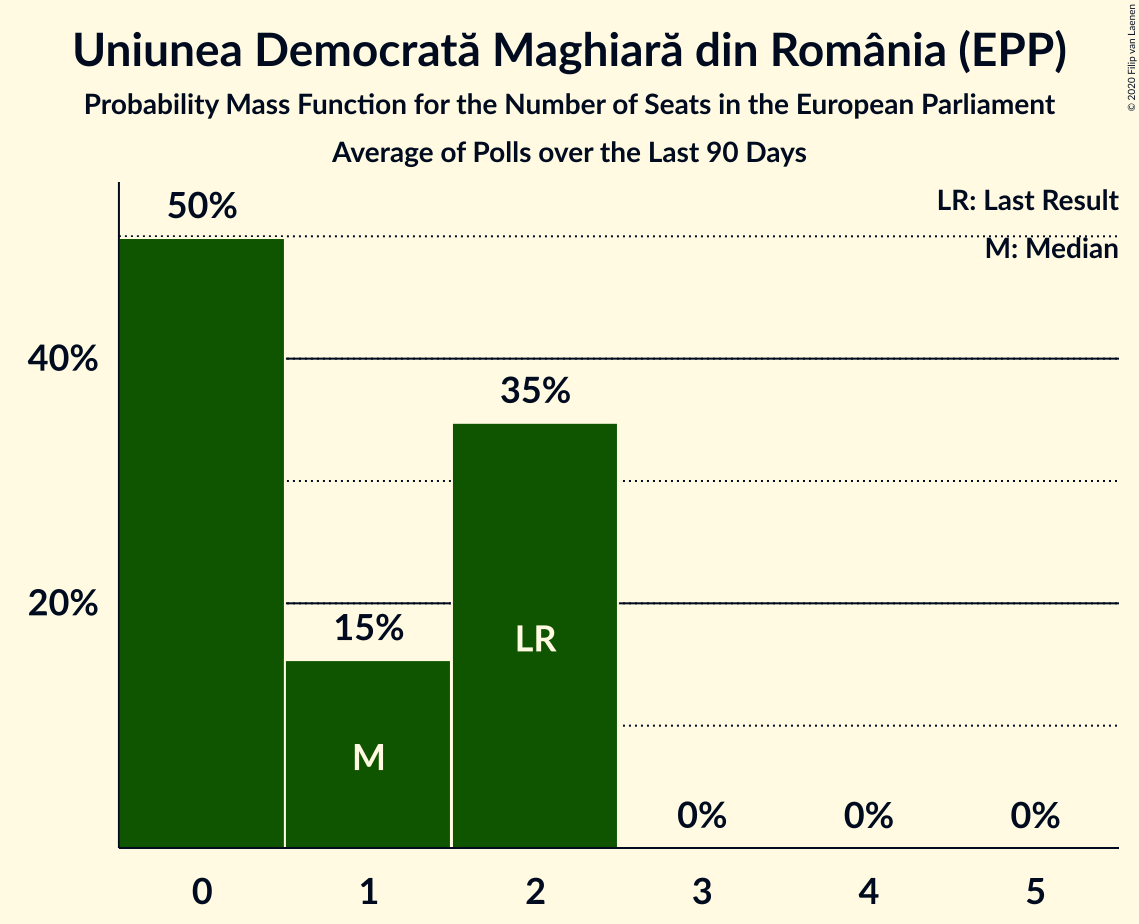 Uniunea Democrată Maghiară din România (EPP)
Probability Mass Function for the Number of Seats in the European Parliament
Average of Polls over the Last 90 Days
© 2020 Filip van Laenen
LR: Last Result
M: Median
50%
40%
35%
20%
15%
LR
M
0%
0%
0%
0
1
2
3
4
5